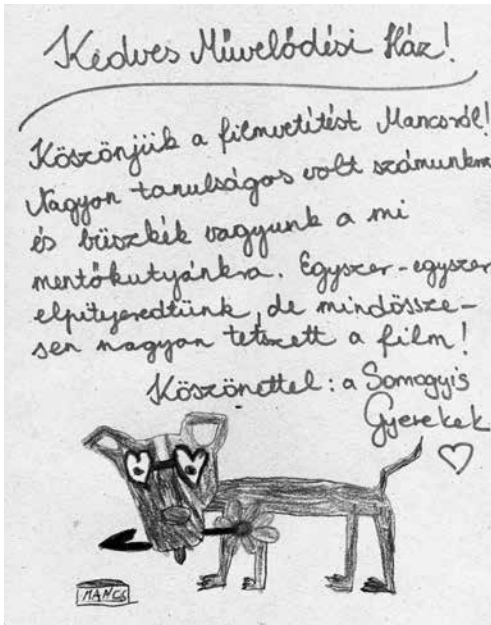 Kedves Művelődési Ház!
Köszönjük a filmvetítést Mancsról!
Nagyon tanulságos volt számunkra
és büszkék vagyunk a mi
mentőkutyánkra. Egyszer-egyszer
elpityeredtünk, de mindössze-
sen nagyon tetszett a film!
Köszönettel: a Somogyis
Gyerekek
MANCS